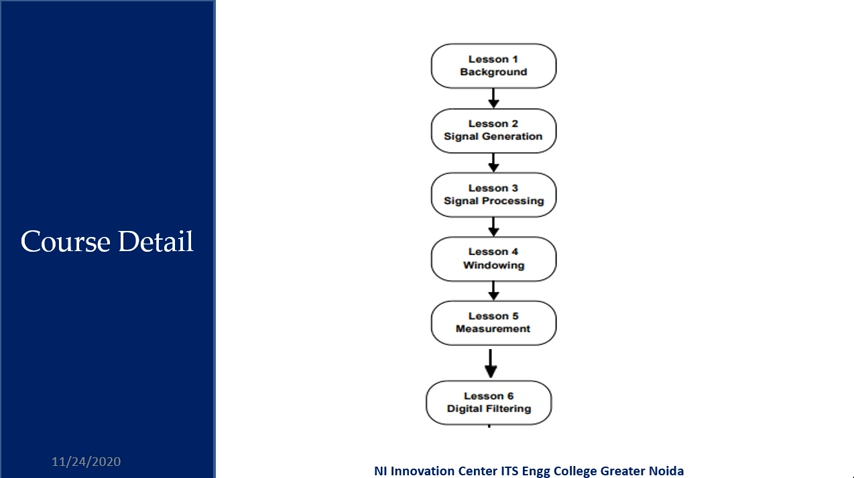 Course Detail
Lesson 1
Background
Lesson 2
Signal Generation
Lesson 3
Signal Processing
Lesson 4
Windowing
Lesson 5
Measurement
Lesson 6
Digital Filtering
11/24/2020
NI Innovation Center ITS Engg College Greater Noida